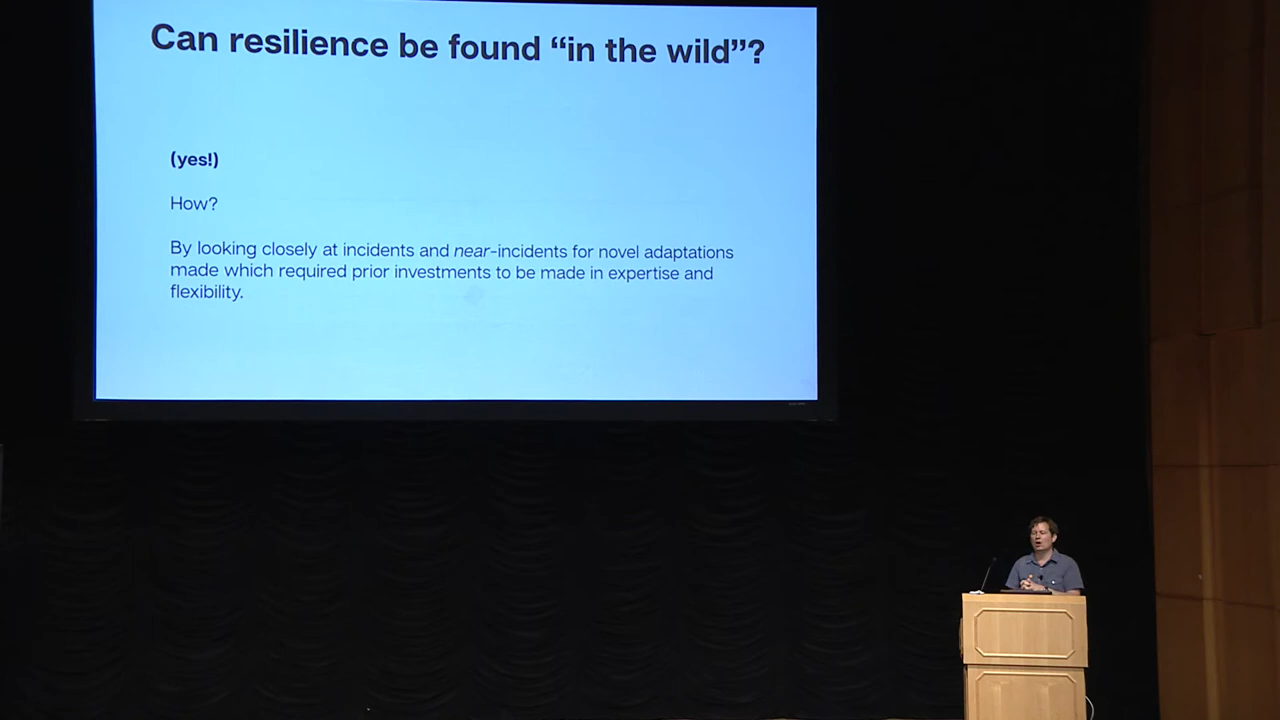 Can resilience be found “in the wild”?
(yes!)
How?
By looking closely at incidents and near-incidents for novel adaptations
made which required prior investments to be made in expertise and
flexibility.